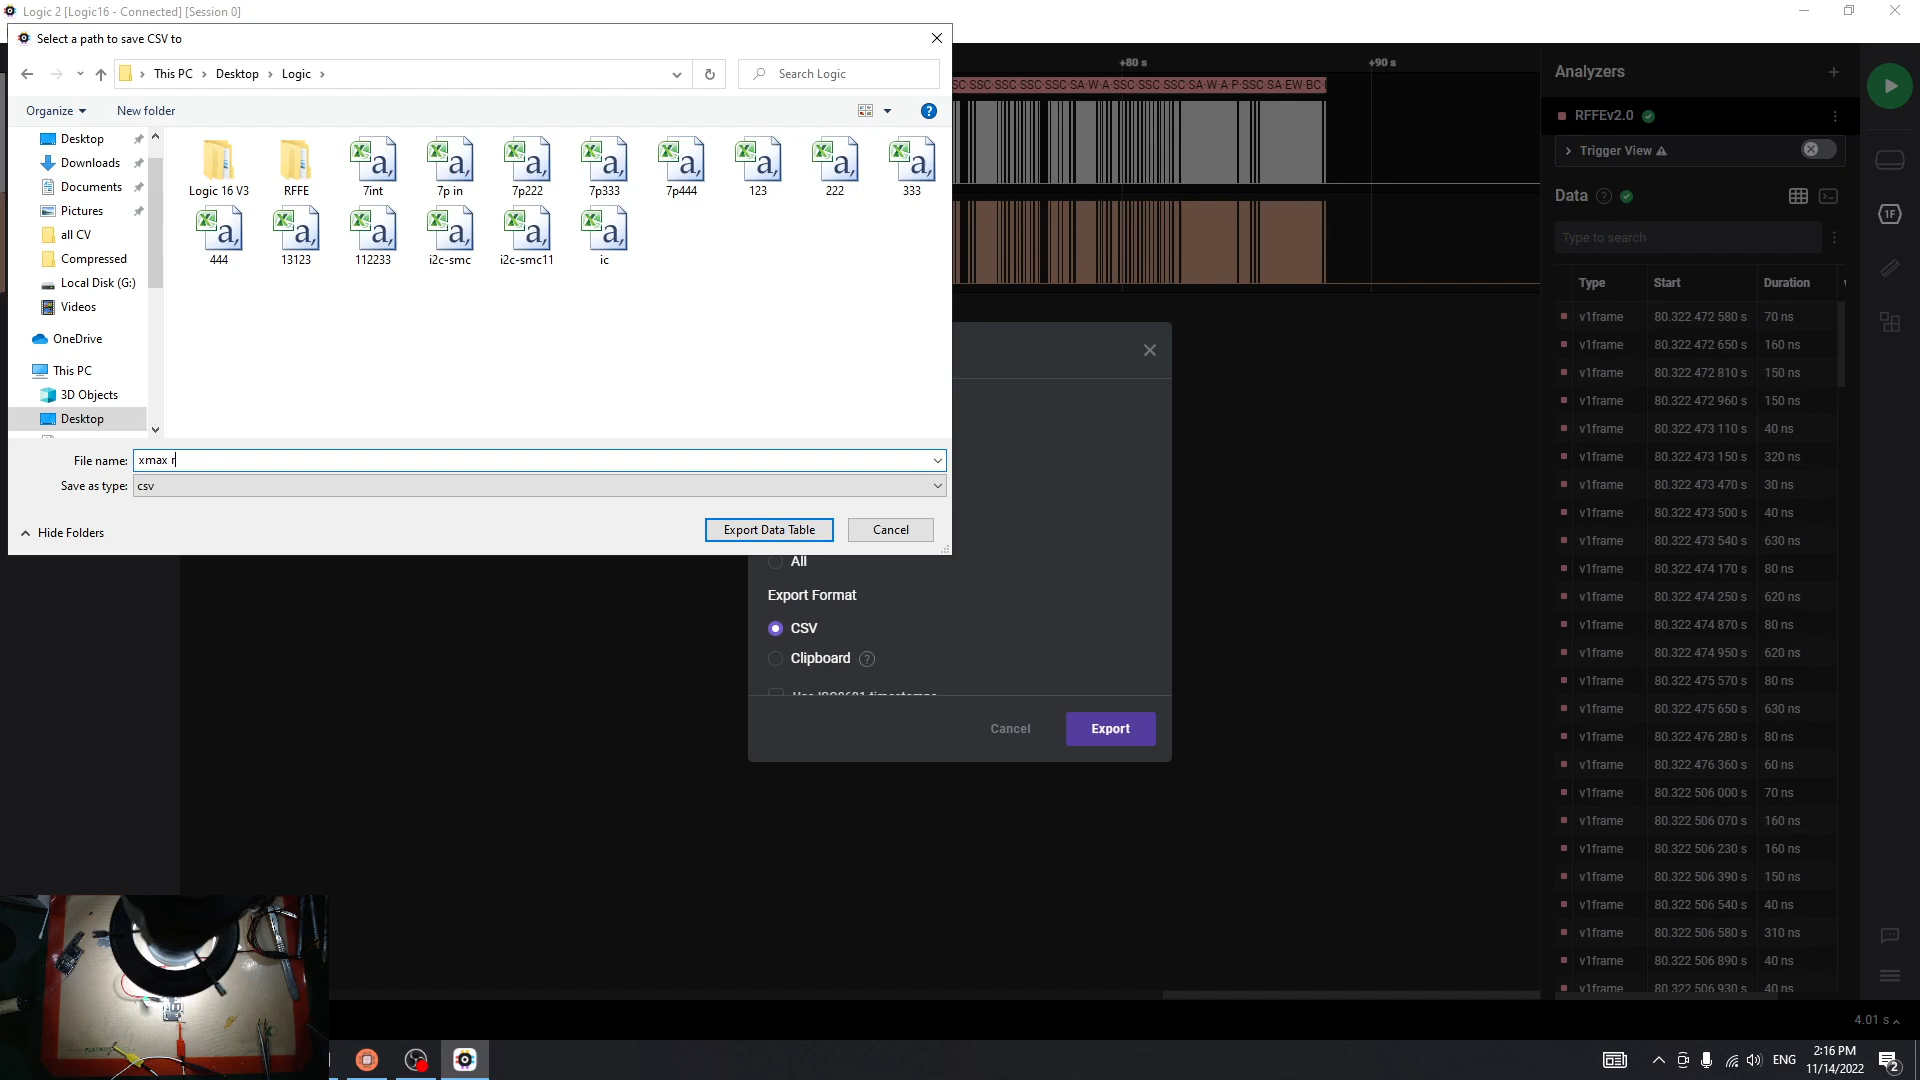 Logic 2 [Logic16 - Connected] [Session 0]
Select a path to save CSV to
This PC > Desktop > Logic >
Search Logic
Organize
New folder
Desktop
Downloads
Documents
Pictures
all CV
Compressed
Local Disk (G:)
Videos
OneDrive
This PC
3D Objects
Desktop
Logic 16 V3
RFFE
7int
7p in
7p222
7p333
7p444
123
222
333
444
13123
112233
i2c-smc
i2c-smc11
ic
File name: xmax r
Save as type: csv
Hide Folders
Export Data Table
Cancel
+80 s
+90 s
All
Export Format
CSV
Clipboard
Cancel
Export
Analyzers
RFFEv2.0
Trigger View
Data
Type to search
Type Start Duration
v1frame 80.322 472 580 s 70 ns
v1frame 80.322 472 650 s 160 ns
v1frame 80.322 472 810 s 150 ns
v1frame 80.322 472 960 s 150 ns
v1frame 80.322 473 110 s 40 ns
v1frame 80.322 473 150 s 320 ns
v1frame 80.322 473 470 s 30 ns
v1frame 80.322 473 500 s 40 ns
v1frame 80.322 473 540 s 630 ns
v1frame 80.322 474 170 s 80 ns
v1frame 80.322 474 250 s 620 ns
v1frame 80.322 474 870 s 80 ns
v1frame 80.322 474 950 s 620 ns
v1frame 80.322 475 570 s 80 ns
v1frame 80.322 475 650 s 630 ns
v1frame 80.322 476 280 s 80 ns
v1frame 80.322 476 360 s 60 ns
v1frame 80.322 506 000 s 70 ns
v1frame 80.322 506 070 s 160 ns
v1frame 80.322 506 230 s 160 ns
v1frame 80.322 506 390 s 150 ns
v1frame 80.322 506 540 s 40 ns
v1frame 80.322 506 580 s 310 ns
v1frame 80.322 506 890 s 40 ns
v1frame 80.322 506 930 s 40 ns
1F
4.01 s
ENG
2:16 PM
11/14/2022
2